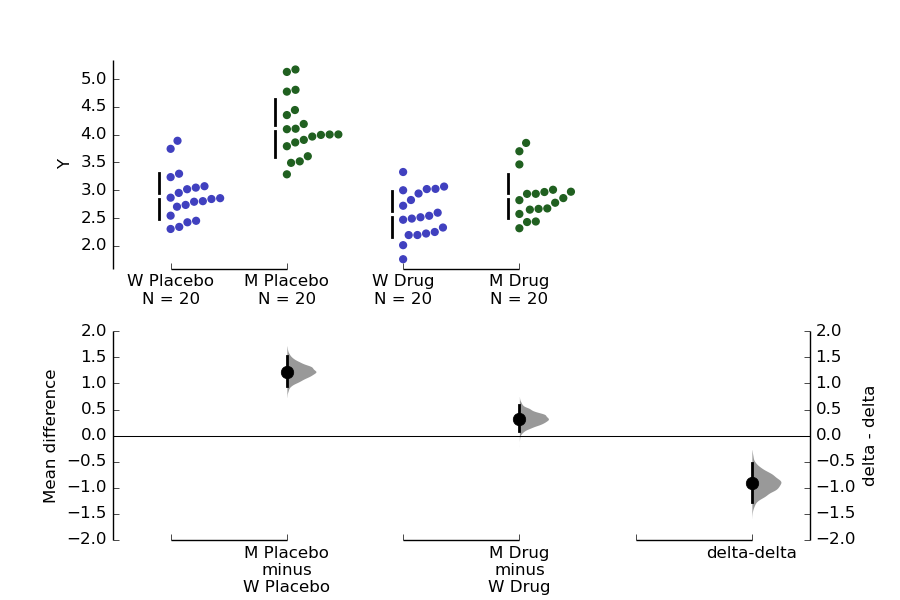 5.0
4.5
4.0
3.5
3.0
2.5
2.0
Y
W Placebo
N = 20
M Placebo
N = 20
W Drug
N = 20
M Drug
N = 20
2.0
1.5
1.0
0.5
0.0
−0.5
−1.0
−1.5
−2.0
Mean difference
2.0
1.5
1.0
0.5
0.0
−0.5
−1.0
−1.5
−2.0
delta - delta
M Placebo
minus
W Placebo
M Drug
minus
W Drug
delta-delta